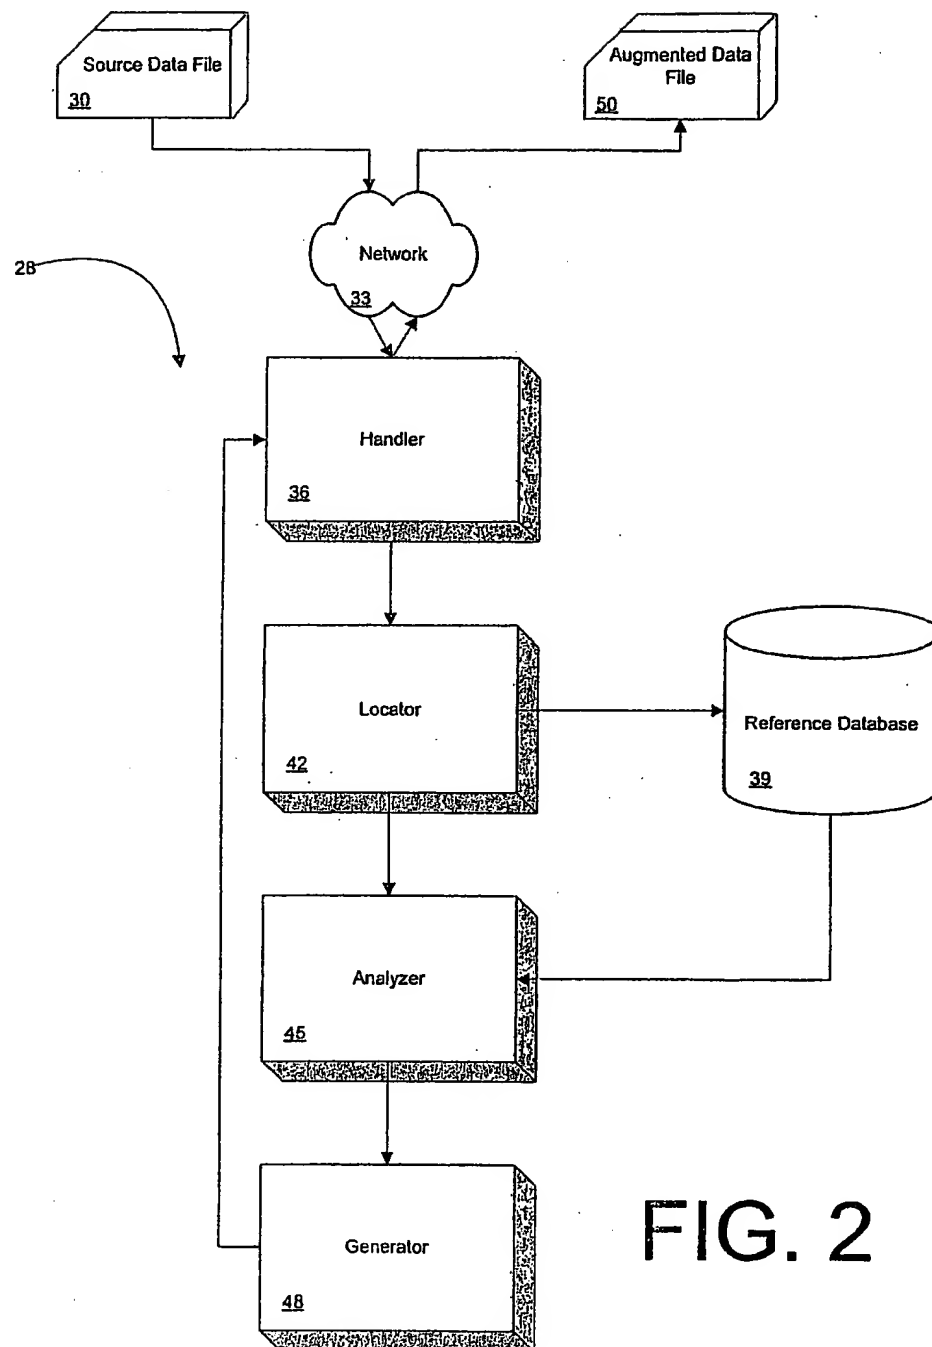 Source Data File
30
Augmented Data
File
50
Network
33
28
Handler
36
Locator
42
Reference Database
39
Analyzer
45
Generator
48
FIG. 2